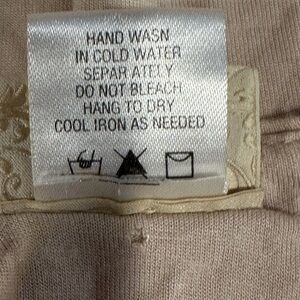 HAND WASN
IN COLD WATER
SEPAR ATELY
DO NOT BLEACH
HANG TO DRY
COOL IRON AS NEEDED